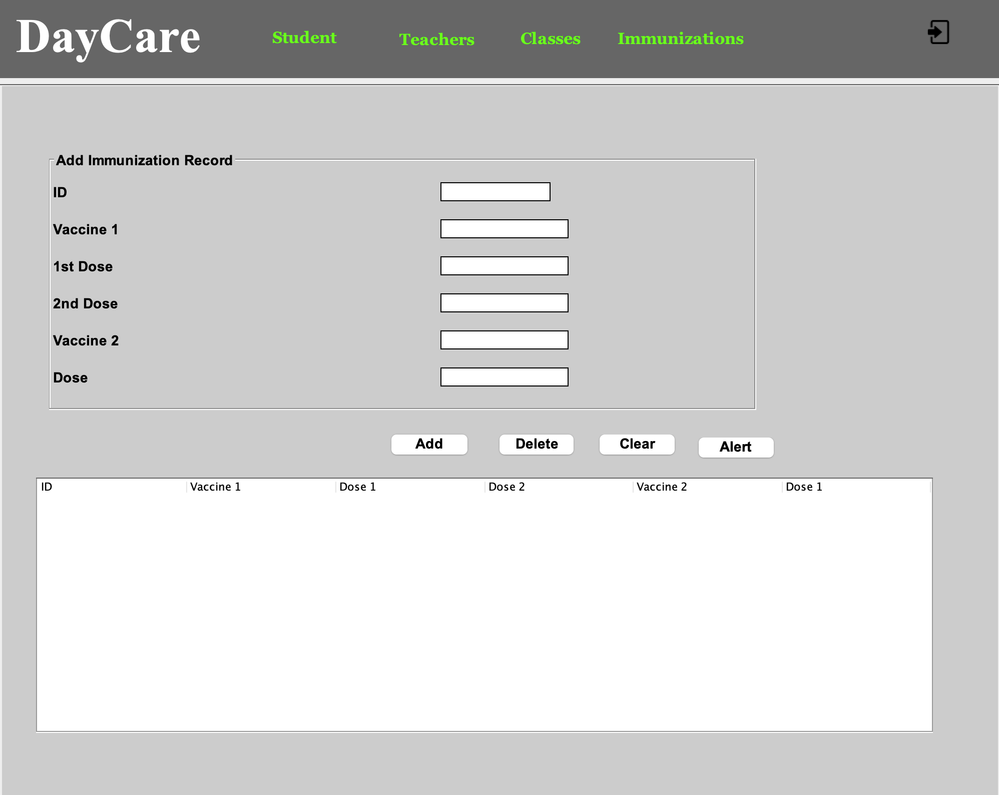 DayCare Student Teachers Classes Immunizations
Add Immunization Record
ID
Vaccine 1
1st Dose
2nd Dose
Vaccine 2
Dose
Add Delete Clear Alert
ID Vaccine 1 Dose 1 Dose 2 Vaccine 2 Dose 1